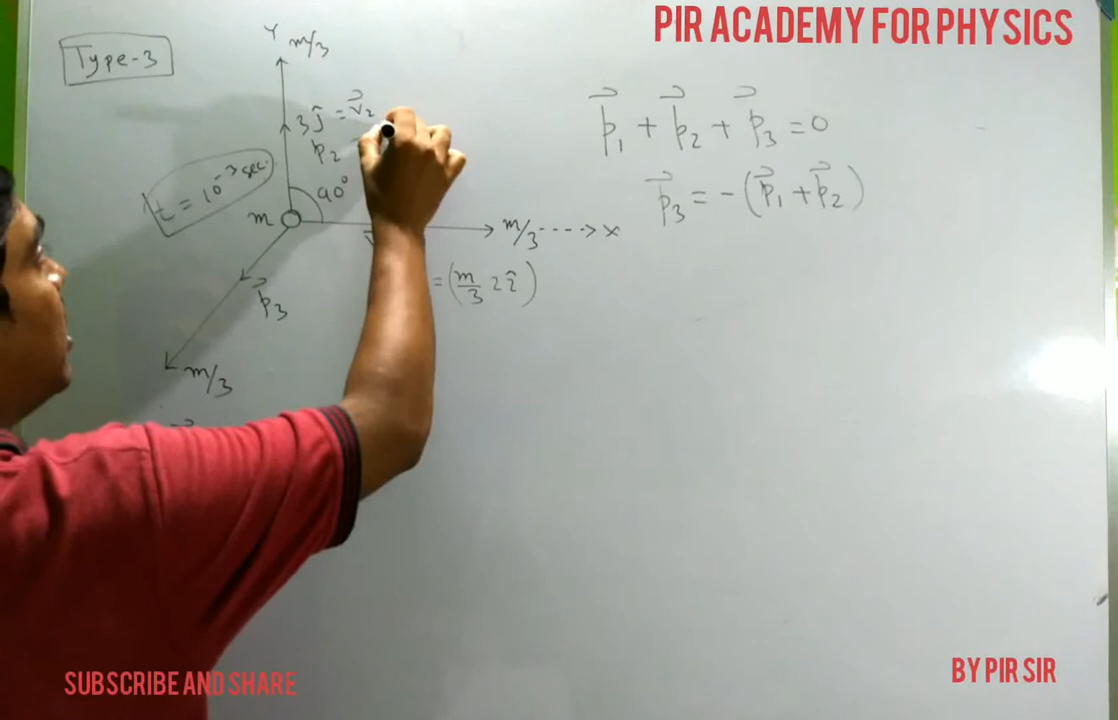 PIR ACADEMY FOR PHYSICS
Type-3
Y m/3
3ĵ = v⃗₂
p₂
t = 10⁻³ sec.
90°
m
m/3 ----> x
= (m/3 2î)
p⃗₃
m/3
p⃗₁ + p⃗₂ + p⃗₃ = 0
p⃗₃ = -(p⃗₁ + p⃗₂)
SUBSCRIBE AND SHARE
BY PIR SIR